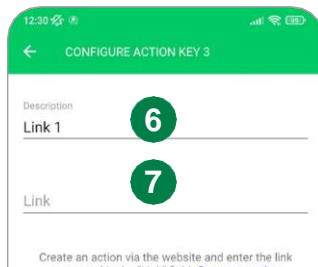 12:30
99
CONFIGURE ACTION KEY 3
Description
Link 1
6
7
Link
Create an action via the website and enter the link